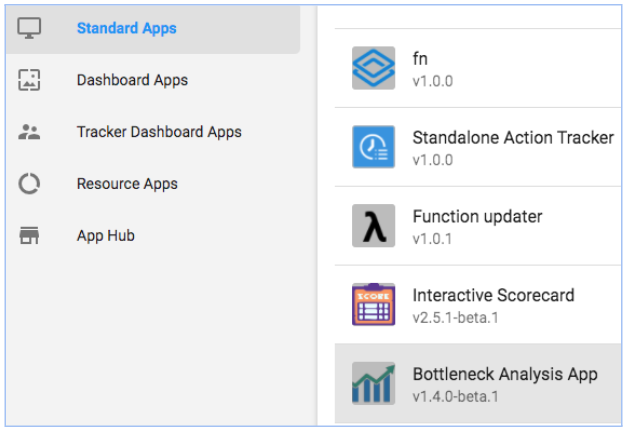 Standard Apps
Dashboard Apps
Tracker Dashboard Apps
Resource Apps
App Hub
fn
v1.0.0
Standalone Action Tracker
v1.0.0
λ
Function updater
v1.0.1
SCORE
Interactive Scorecard
v2.5.1-beta.1
Bottleneck Analysis App
v1.4.0-beta.1